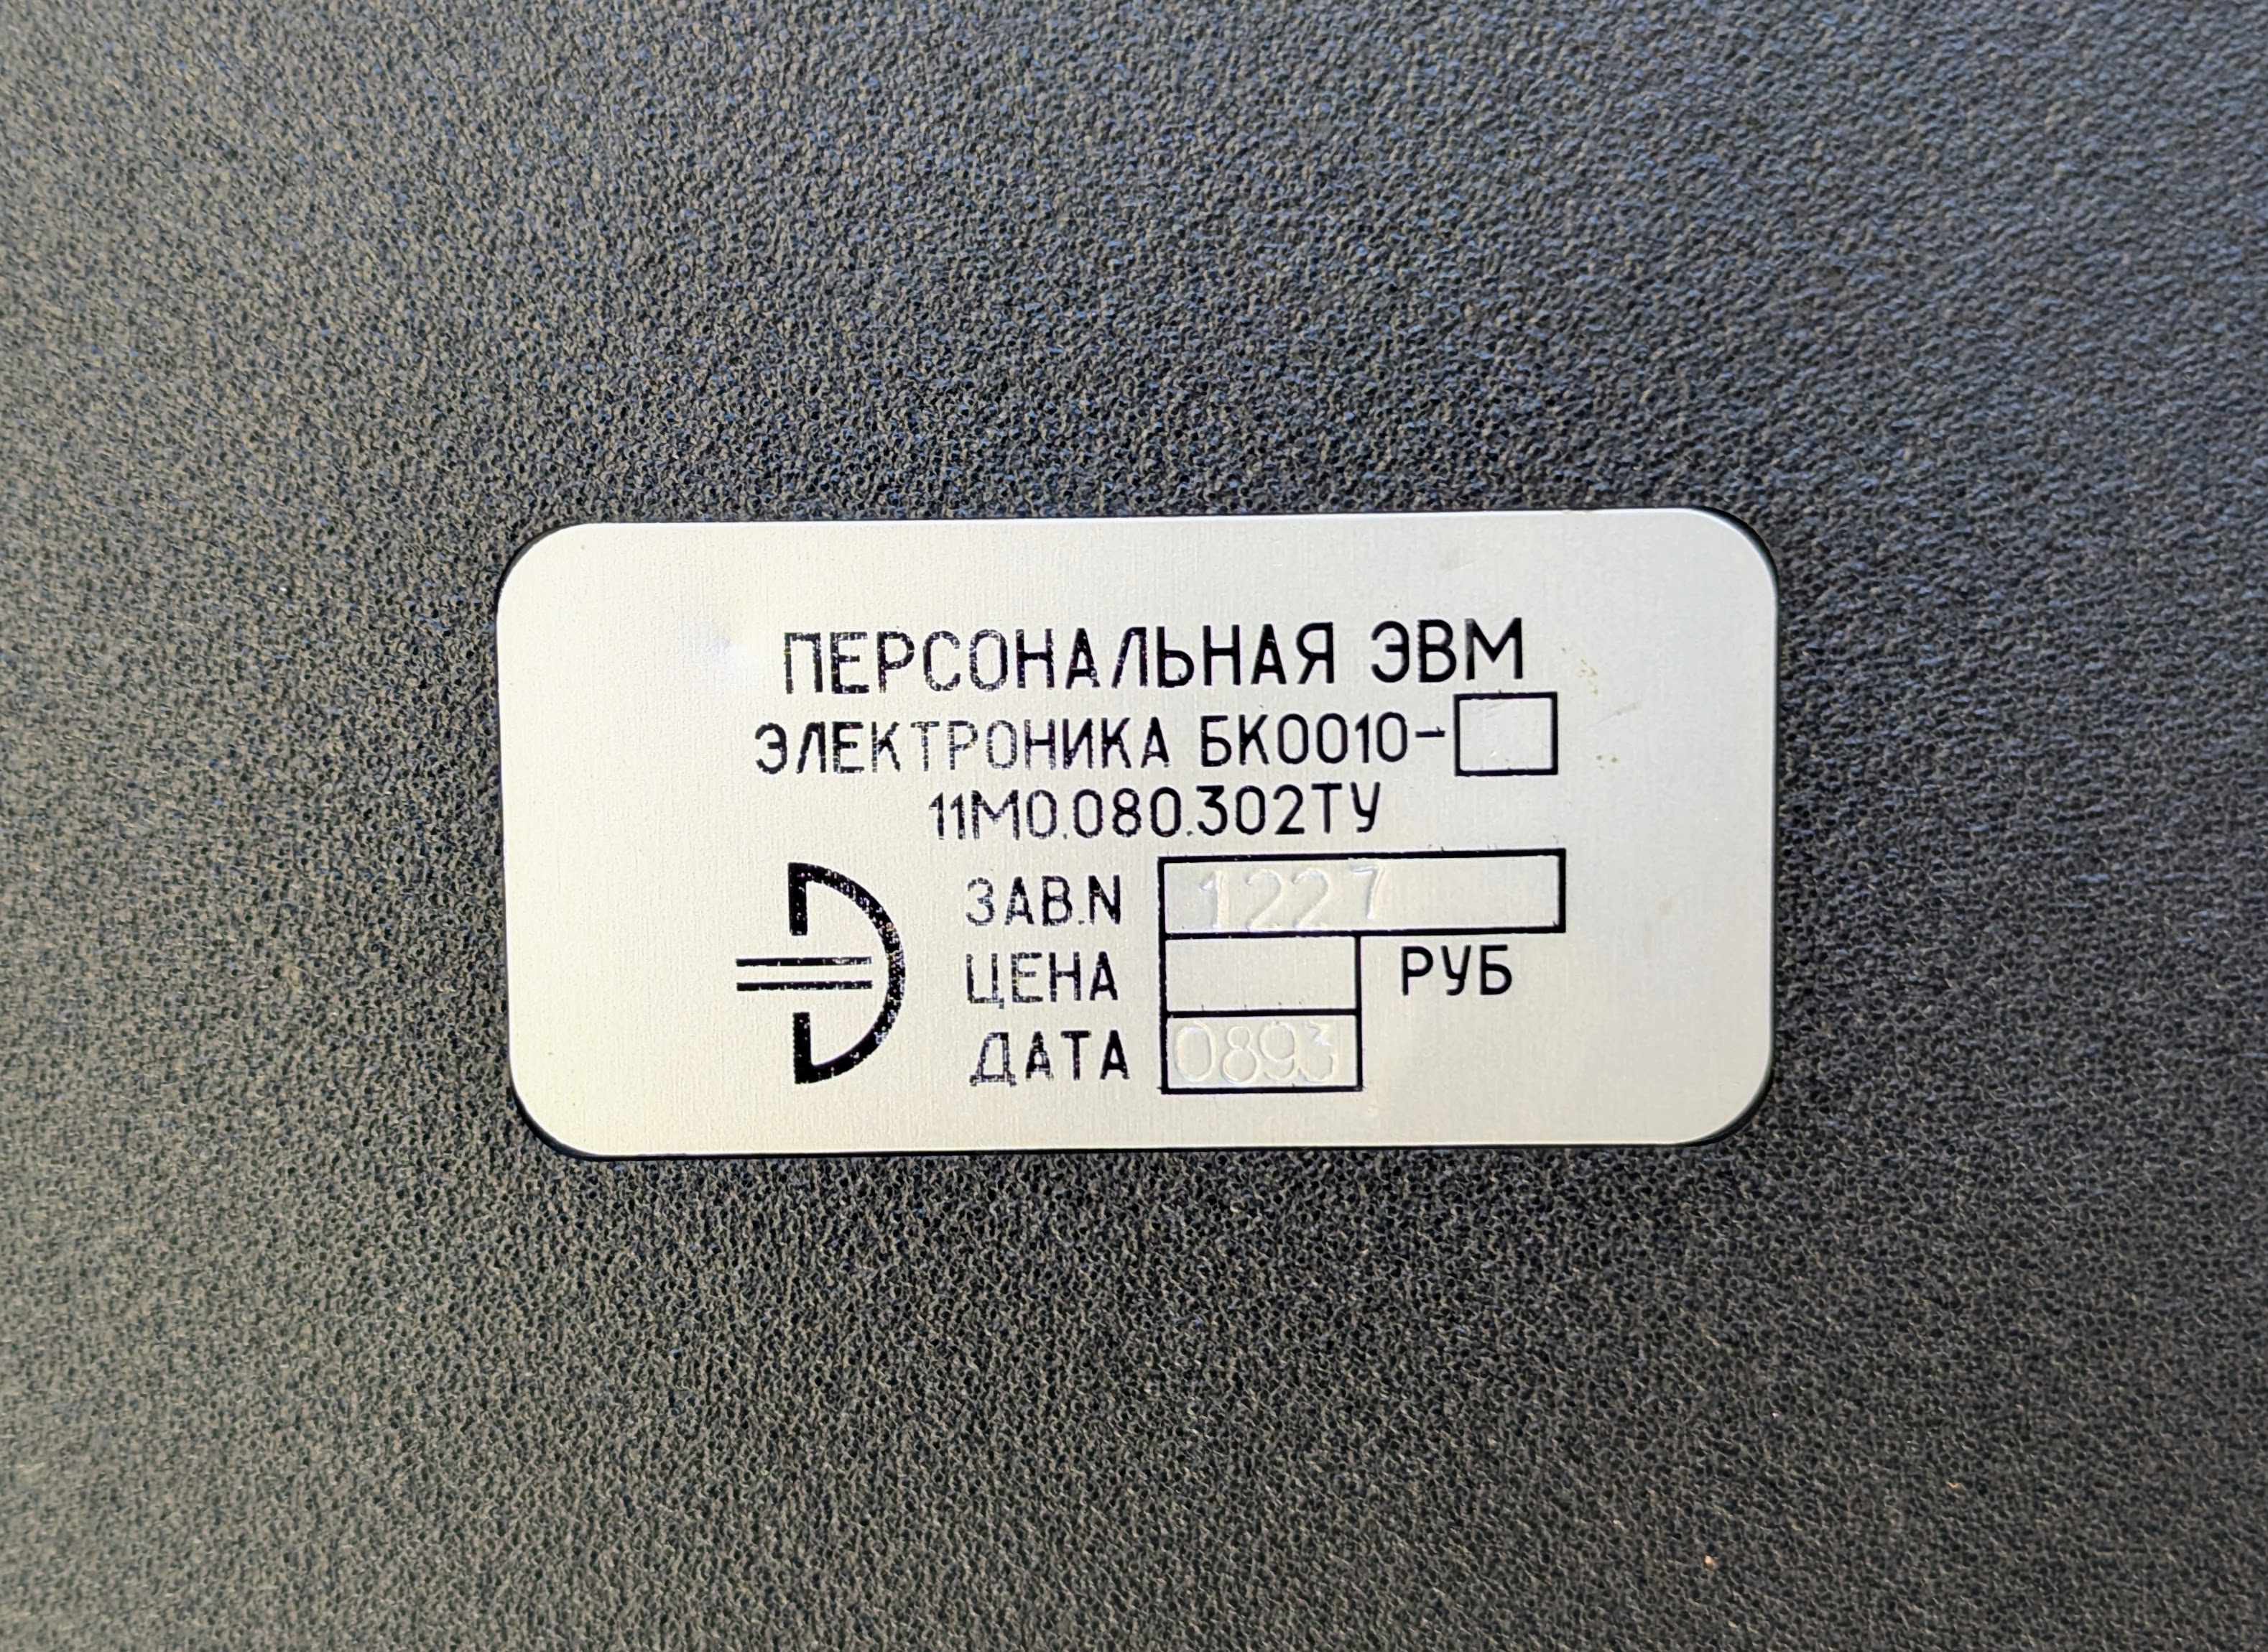 ПЕРСОНАЛЬНАЯ ЭВМ
ЭЛЕКТРОНИКА БК0010-
11М0.080.302ТУ
ЗАВ.N 1227
ЦЕНА РУБ
ДАТА 0893